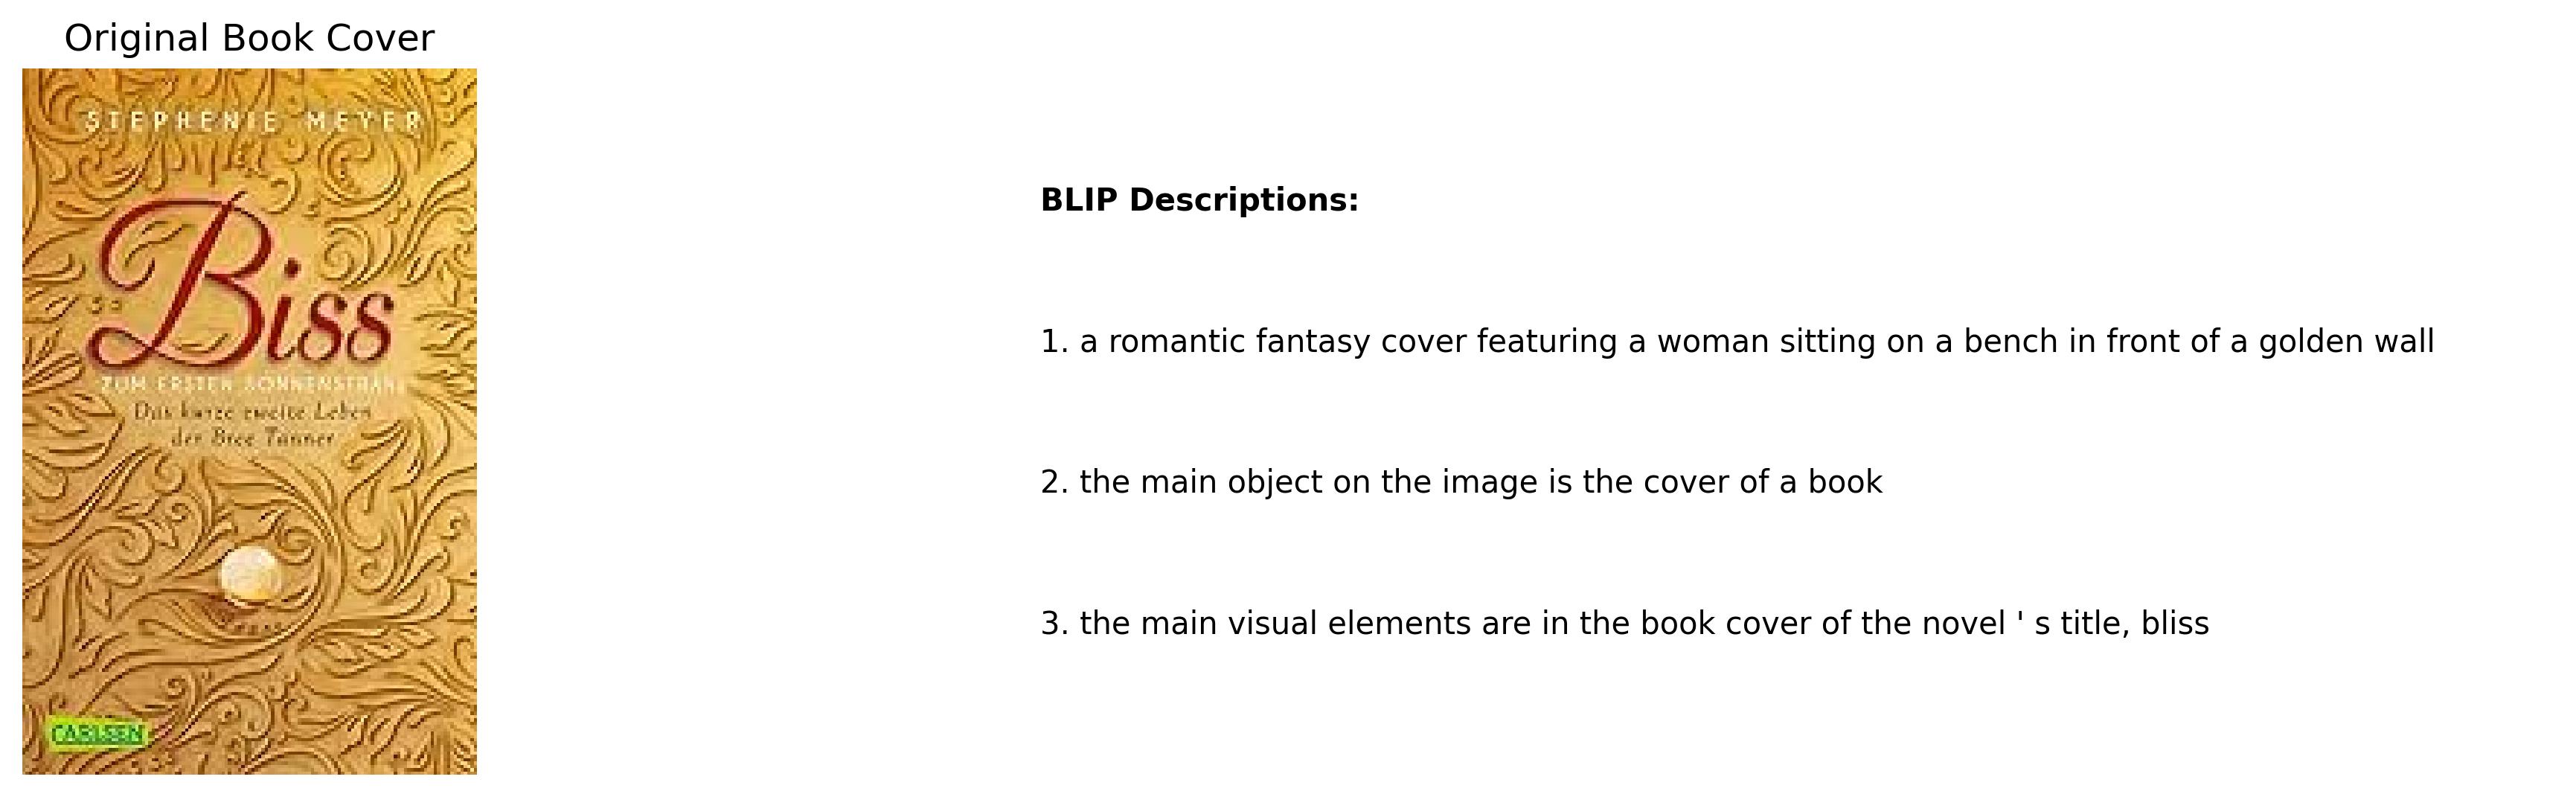 Original Book Cover
STEPHENIE MEYER
Biss
ZUM ERSTEN SONNENSTRAHL
Das kurze zweite Leben
der Bree Tanner
CARLSEN
BLIP Descriptions:
1. a romantic fantasy cover featuring a woman sitting on a bench in front of a golden wall
2. the main object on the image is the cover of a book
3. the main visual elements are in the book cover of the novel ' s title, bliss